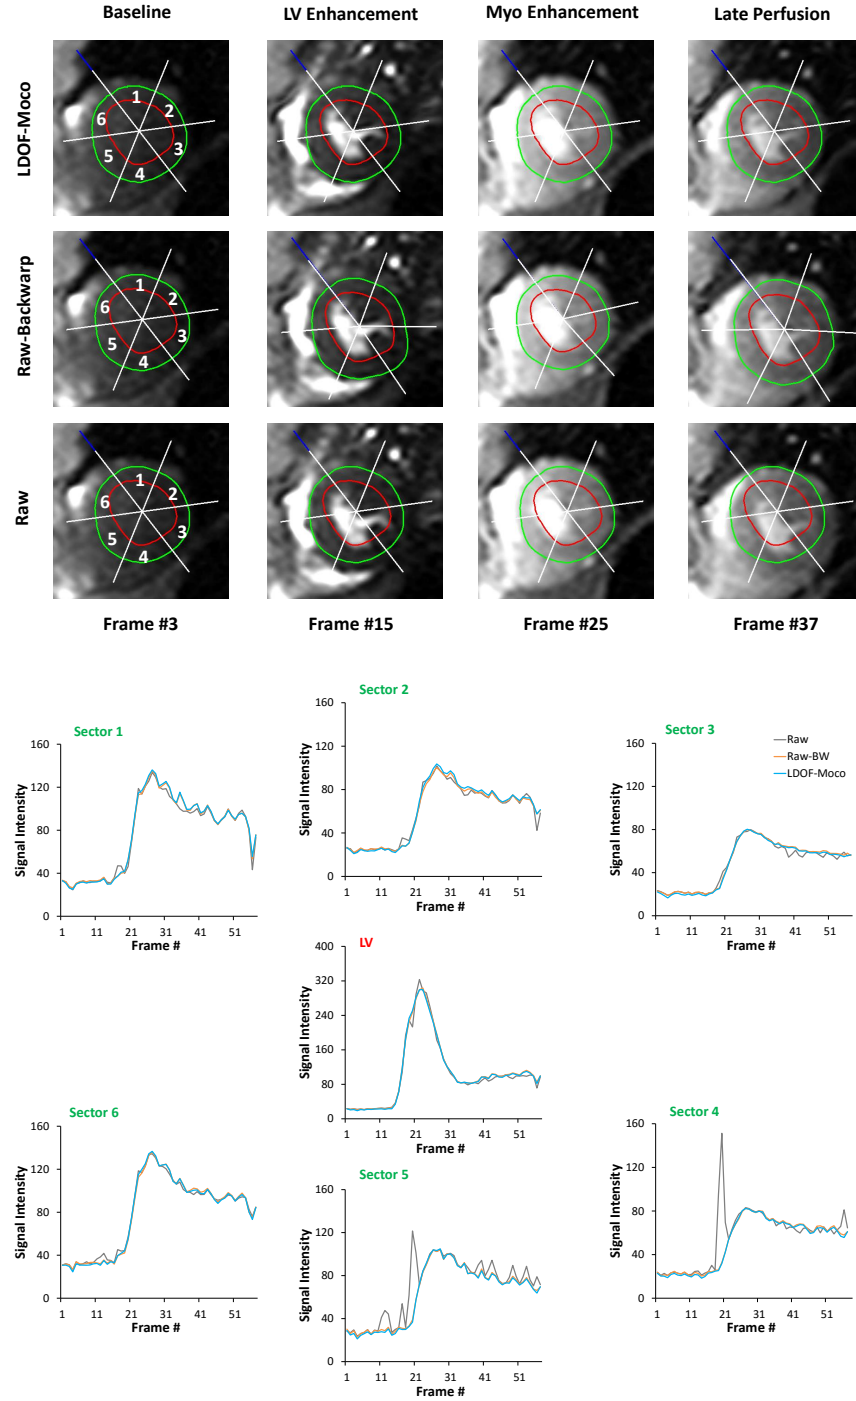 Baseline LV Enhancement Myo Enhancement Late Perfusion
LDOF-Moco
1
2
3
4
5
6
Raw-Backwarp
1
2
3
4
5
6
Raw
1
2
3
4
5
6
Frame #3 Frame #15 Frame #25 Frame #37
Sector 1
Signal Intensity
160
120
80
40
0
1 11 21 31 41 51
Frame #
Sector 2
Signal Intensity
160
120
80
40
0
1 11 21 31 41 51
Frame #
Sector 3
Raw
Raw-BW
LDOF-Moco
Signal Intensity
160
120
80
40
0
1 11 21 31 41 51
Frame #
LV
Signal Intensity
400
320
240
160
80
0
1 11 21 31 41 51
Frame #
Sector 6
Signal Intensity
160
120
80
40
0
1 11 21 31 41 51
Frame #
Sector 5
Signal Intensity
160
120
80
40
0
1 11 21 31 41 51
Frame #
Sector 4
Signal Intensity
160
120
80
40
0
1 11 21 31 41 51
Frame #